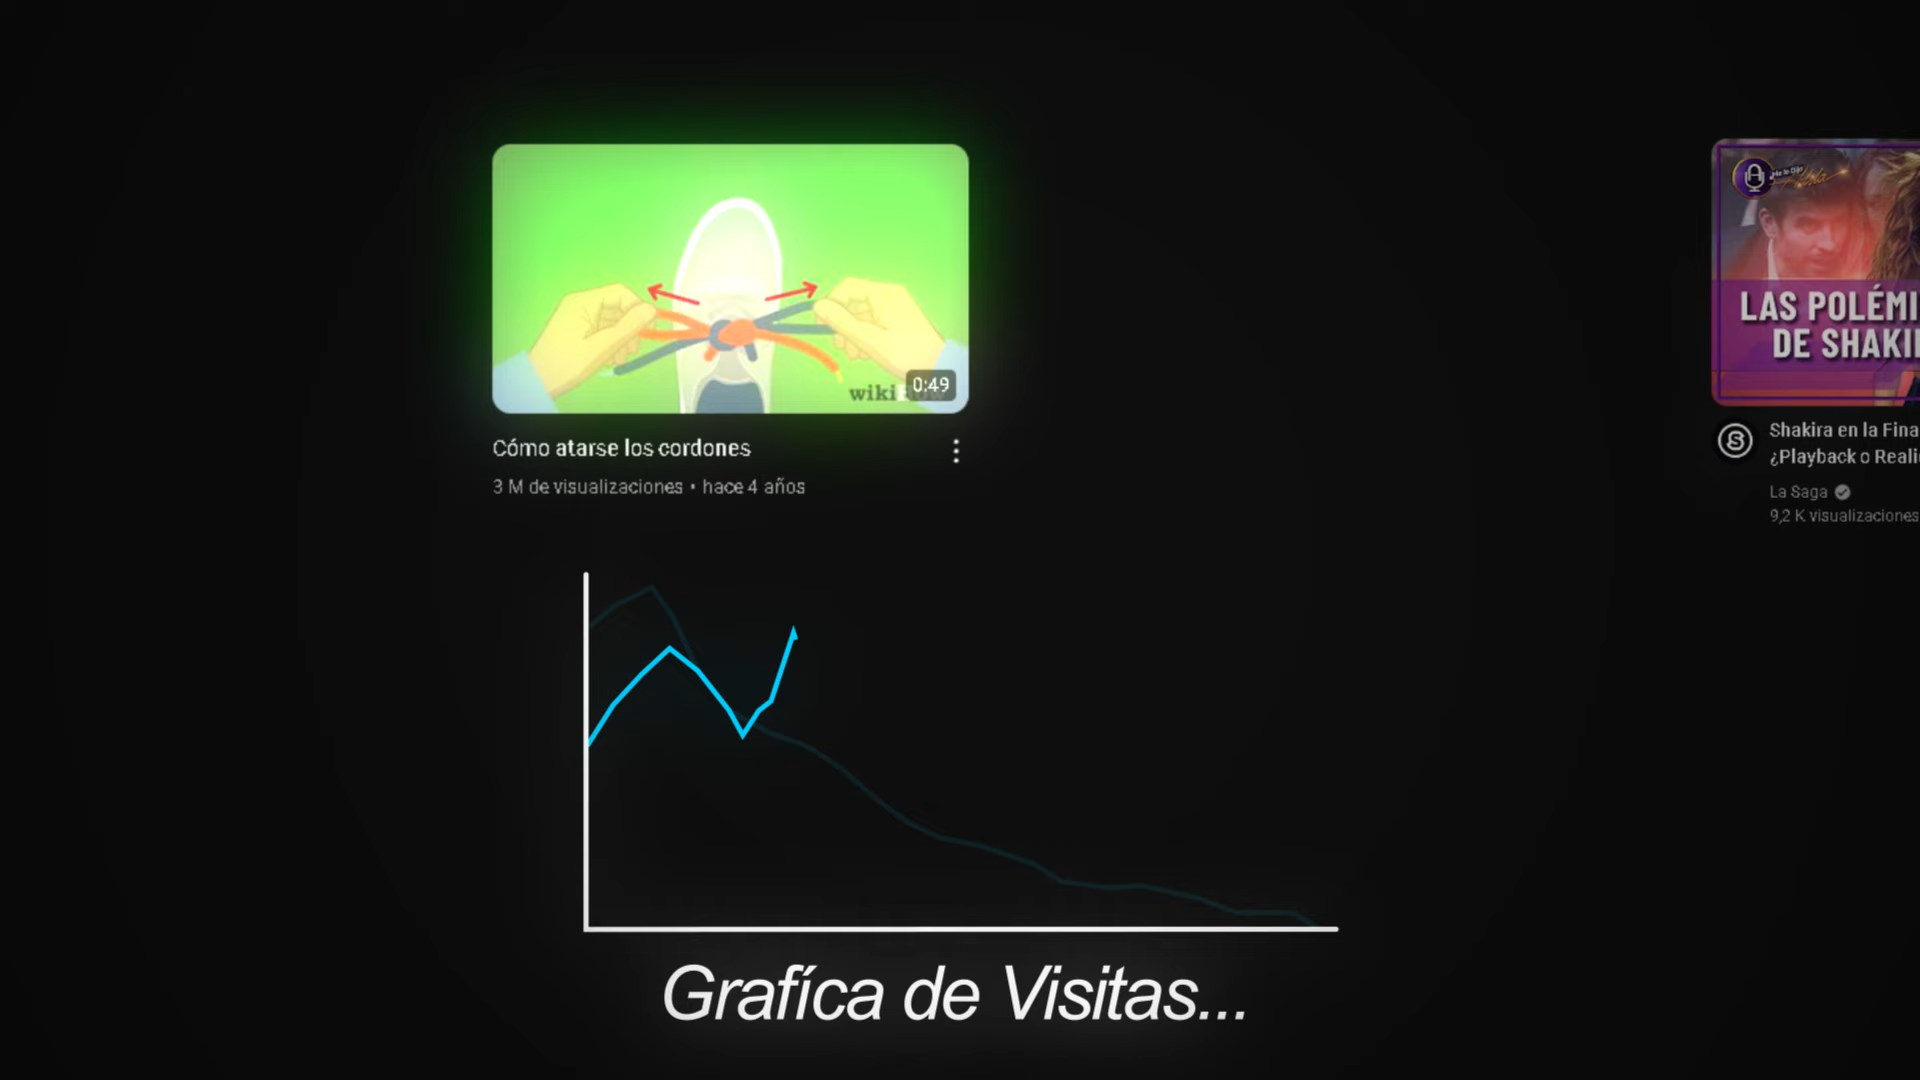 wiki
0:49
Cómo atarse los cordones
3 M de visualizaciones • hace 4 años
LAS POLÉMI
DE SHAKI
Shakira en la Fina
¿Playback o Reali
La Saga
9,2 K visualizaciones
Grafíca de Visitas...